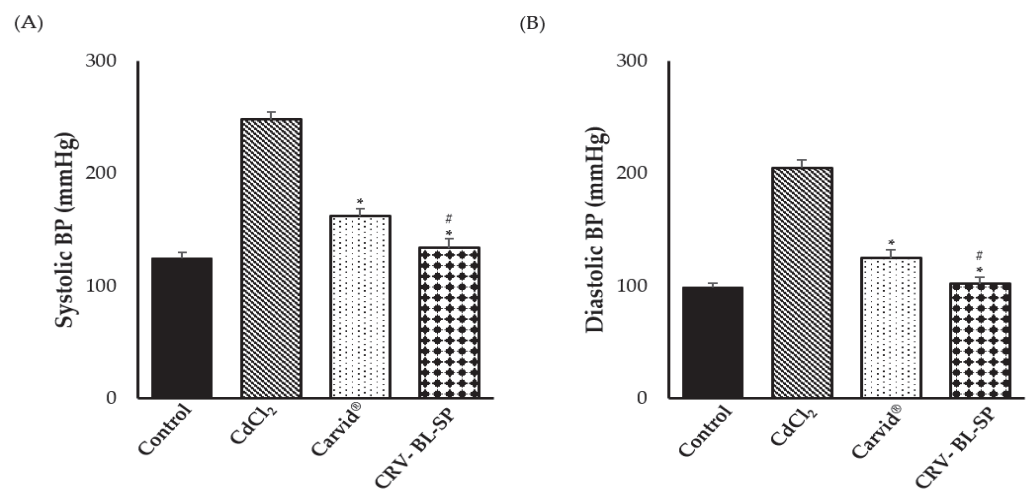 (A)
Systolic BP (mmHg)
300
200
100
0
*
#
*
Control
CdCl₂
Carvid®
CRV- BL-SP
(B)
Diastolic BP (mmHg)
300
200
100
0
*
#
*
Control
CdCl₂
Carvid®
CRV- BL-SP